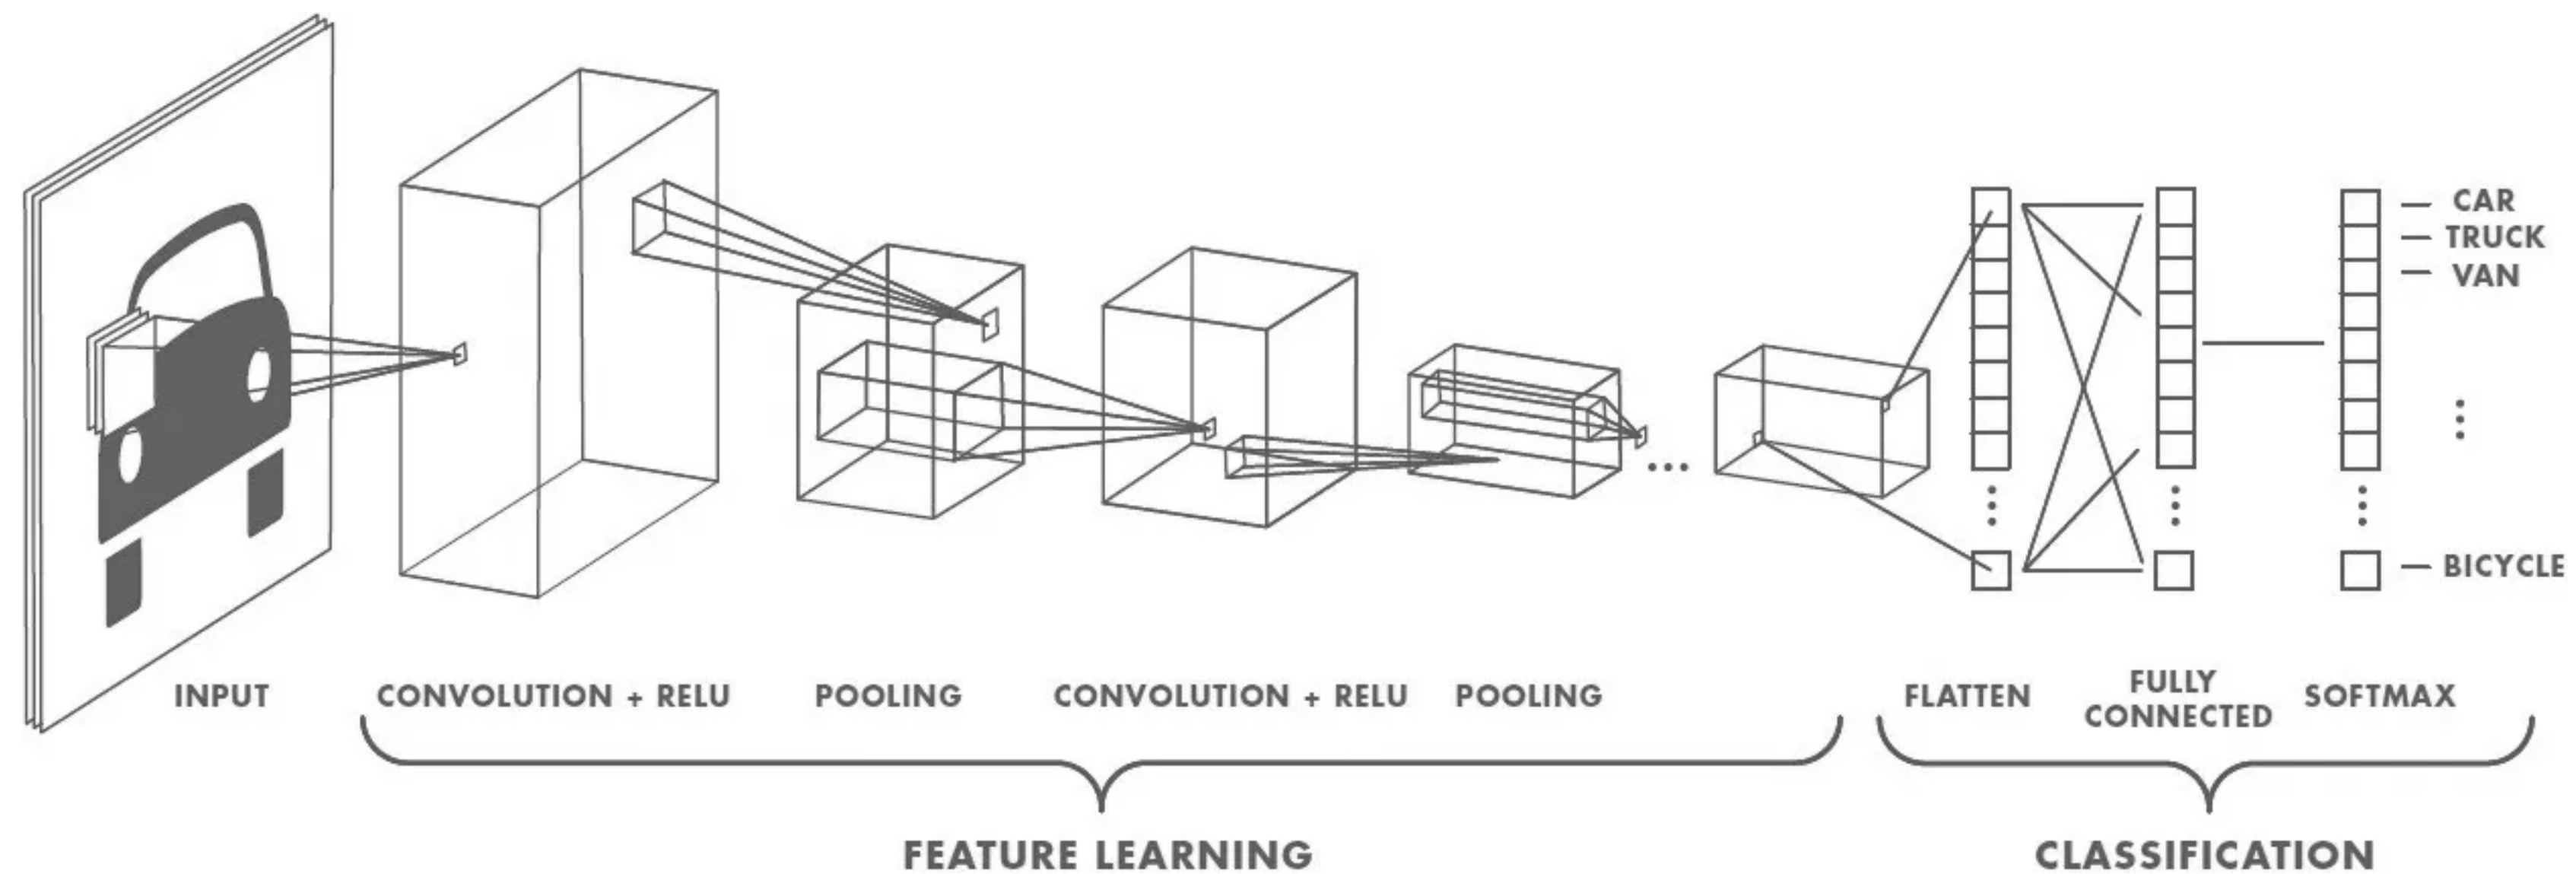 CAR
TRUCK
VAN
BICYCLE
INPUT
CONVOLUTION + RELU
POOLING
CONVOLUTION + RELU
POOLING
FLATTEN
FULLY
CONNECTED
SOFTMAX
FEATURE LEARNING
CLASSIFICATION